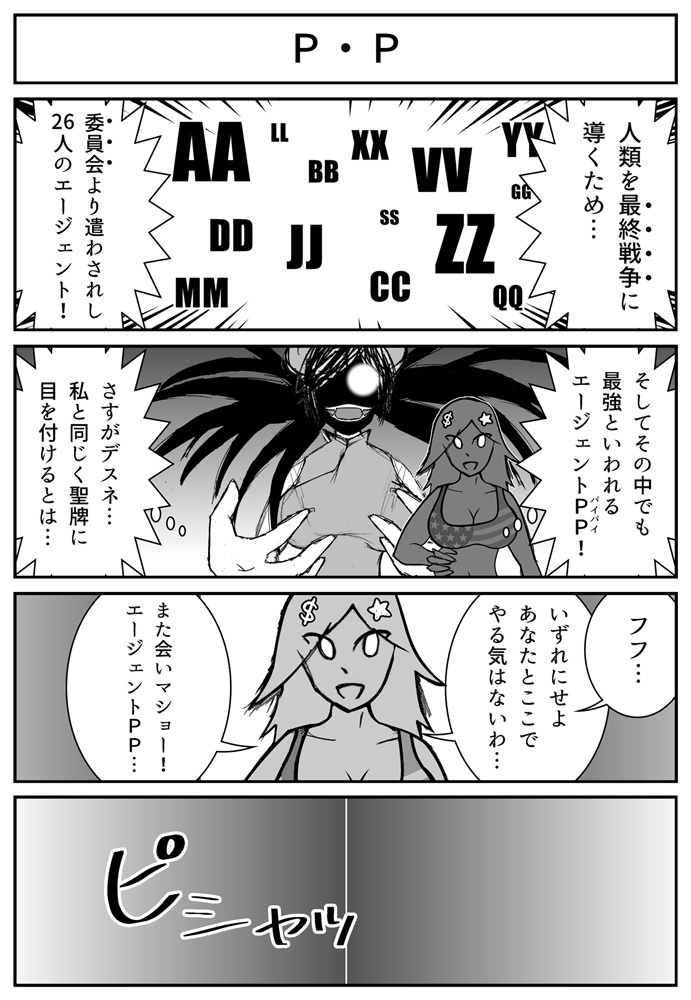 P・P
人類を最終戦争に
導くため…
AA
LL
BB
XX
VV
YY
GG
DD
JJ
SS
ZZ
MM
CC
QQ
委員会より遣わされし
26人のエージェント!
そしてその中でも
最強といわれる
エージェントPP!
パイパイ
さすがデスネ…
私と同じく聖牌に
目を付けるとは…
フフ…
いずれにせよ
あなたとここで
やる気はないわ…
また会いマショー!
エージェントPP…
ピシャッ